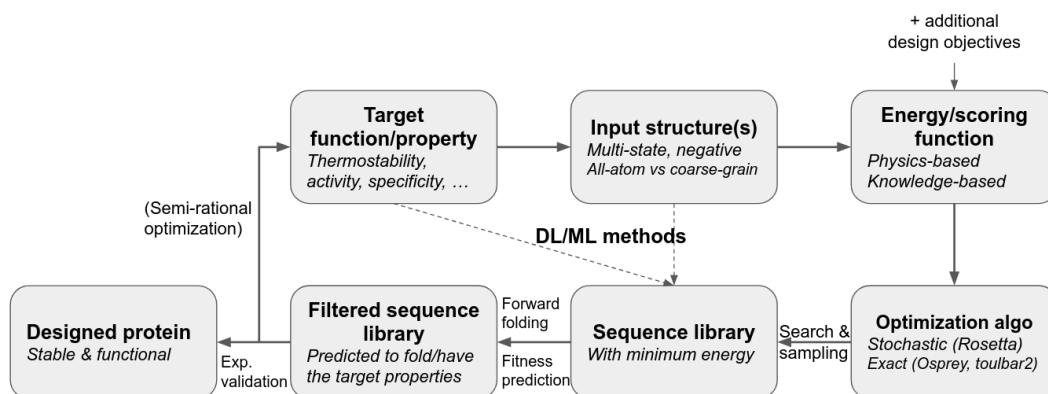 + additional
design objectives
Target
function/property
Thermostability,
activity, specificity, …
Input structure(s)
Multi-state, negative
All-atom vs coarse-grain
Energy/scoring
function
Physics-based
Knowledge-based
(Semi-rational
optimization)
DL/ML methods
Designed protein
Stable & functional
Exp.
validation
Filtered sequence
library
Predicted to fold/have
the target properties
Forward
folding
Fitness
prediction
Sequence library
With minimum energy
Search &
sampling
Optimization algo
Stochastic (Rosetta)
Exact (Osprey, toulbar2)